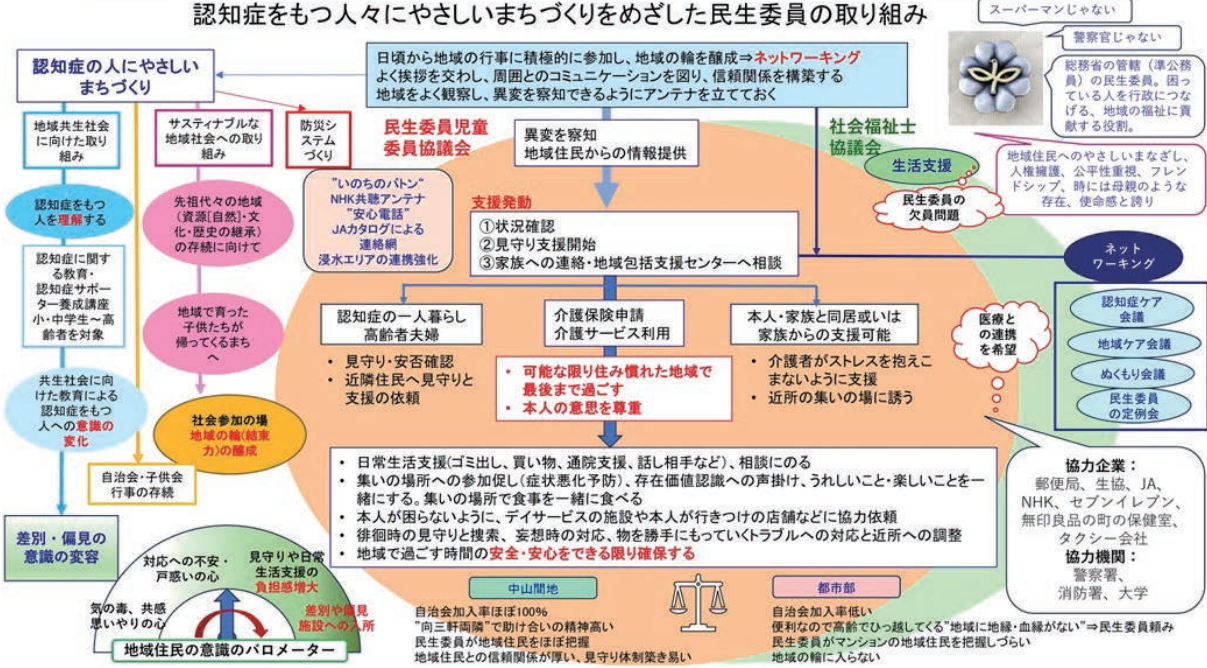 認知症をもつ人々にやさしいまちづくりをめざした民生委員の取り組み
スーパーマンじゃない
警察官じゃない
総務省の管轄（準公務
員）の民生委員。困っ
ている人を行政につな
げる、地域の福祉に貢
献する役割。
地域住民へのやさしいまなざし、
人権擁護、公平性重視、フレン
ドシップ、時には母親のような
存在、使命感と誇り
認知症の人にやさしい
まちづくり
日頃から地域の行事に積極的に参加し、地域の輪を醸成⇒ネットワーキング
よく挨拶を交わし、周囲とのコミュニケーションを図り、信頼関係を構築する
地域をよく観察し、異変を察知できるようにアンテナを立てておく
地域共生社会
に向けた取り
組み
サスティナブルな
地域社会への取り
組み
防災シ
ステム
づくり
民生委員児童
委員協議会
異変を察知
地域住民からの情報提供
社会福祉士
協議会
生活支援
民生委員の
欠員問題
認知症をもつ
人を理解する
先祖代々の地域
（資源[自然]・文
化・歴史の継承）
の存続に向けて
"いのちのバトン"
NHK共聴アンテナ
"安心電話"
JAカタログによる
連絡網
浸水エリアの連携強化
支援発動
①状況確認
②見守り支援開始
③家族への連絡・地域包括支援センターへ相談
ネット
ワーキング
認知症に関す
る教育・
認知症サポー
ター養成講座
小・中学生～高
齢者を対象
地域で育った
子供たちが
帰ってくるまち
へ
認知症の一人暮らし
高齢者夫婦
・ 見守り・安否確認
・ 近隣住民へ見守りと
支援の依頼
介護保険申請
介護サービス利用
・ 可能な限り住み慣れた地域で
最後まで過ごす
・ 本人の意思を尊重
本人・家族と同居或いは
家族からの支援可能
・ 介護者がストレスを抱えこ
まないように支援
・ 近所の集いの場に誘う
医療と
の連携
を希望
認知症ケア
会議
地域ケア会議
ぬくもり会議
民生委員
の定例会
共生社会に向
けた教育による
認知症をもつ
人への意識の
変化
社会参加の場
地域の輪(結束
力)の醸成
自治会・子供会
行事の存続
・ 日常生活支援(ゴミ出し、買い物、通院支援、話し相手など)、相談にのる
・ 集いの場所への参加促し(症状悪化予防)、存在価値認識への声掛け、うれしいこと・楽しいことを一
緒にする。集いの場所で食事を一緒に食べる
・ 本人が困らないように、デイサービスの施設や本人が行きつけの店舗などに協力依頼
・ 徘徊時の見守りと捜索、妄想時の対応、物を勝手にもっていくトラブルへの対応と近所への調整
・ 地域で過ごす時間の安全・安心をできる限り確保する
協力企業：
郵便局、生協、JA、
NHK、セブンイレブン、
無印良品の町の保健室、
タクシー会社
協力機関：
警察署、
消防署、大学
差別・偏見の
意識の変容
対応への不安・
戸惑いの心
見守りや日常
生活支援の
負担感増大
気の毒、共感
思いやりの心
差別や偏見
施設への入所
地域住民の意識のバロメーター
中山間地
自治会加入率ほぼ100%
"向三軒両隣"で助け合いの精神高い
民生委員が地域住民をほぼ把握
地域住民との信頼関係が厚い、見守り体制築き易い
都市部
自治会加入率低い
便利なので高齢でひっ越してくる"地域に地縁・血縁がない"⇒民生委員頼み
民生委員がマンションの地域住民を把握しづらい
地域の輪に入らない